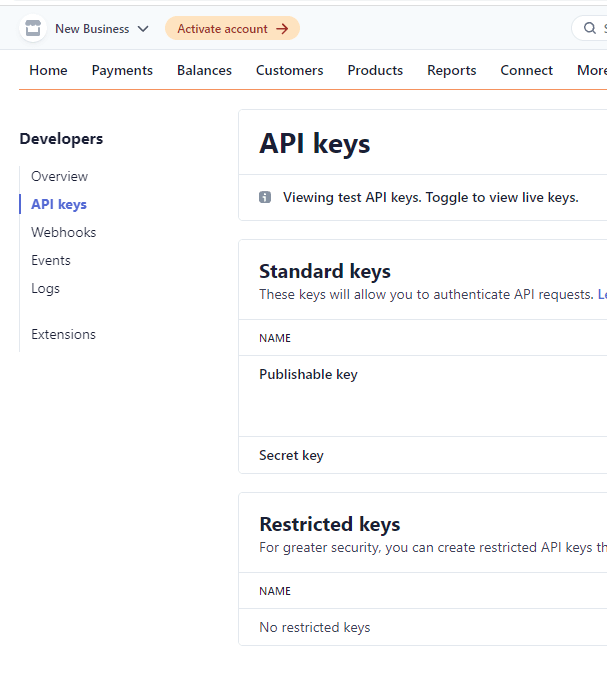 New Business Activate account
Home Payments Balances Customers Products Reports Connect More
Developers
Overview
API keys
Webhooks
Events
Logs
Extensions
API keys
Viewing test API keys. Toggle to view live keys.
Standard keys
These keys will allow you to authenticate API requests.
NAME
Publishable key
Secret key
Restricted keys
For greater security, you can create restricted API keys
NAME
No restricted keys